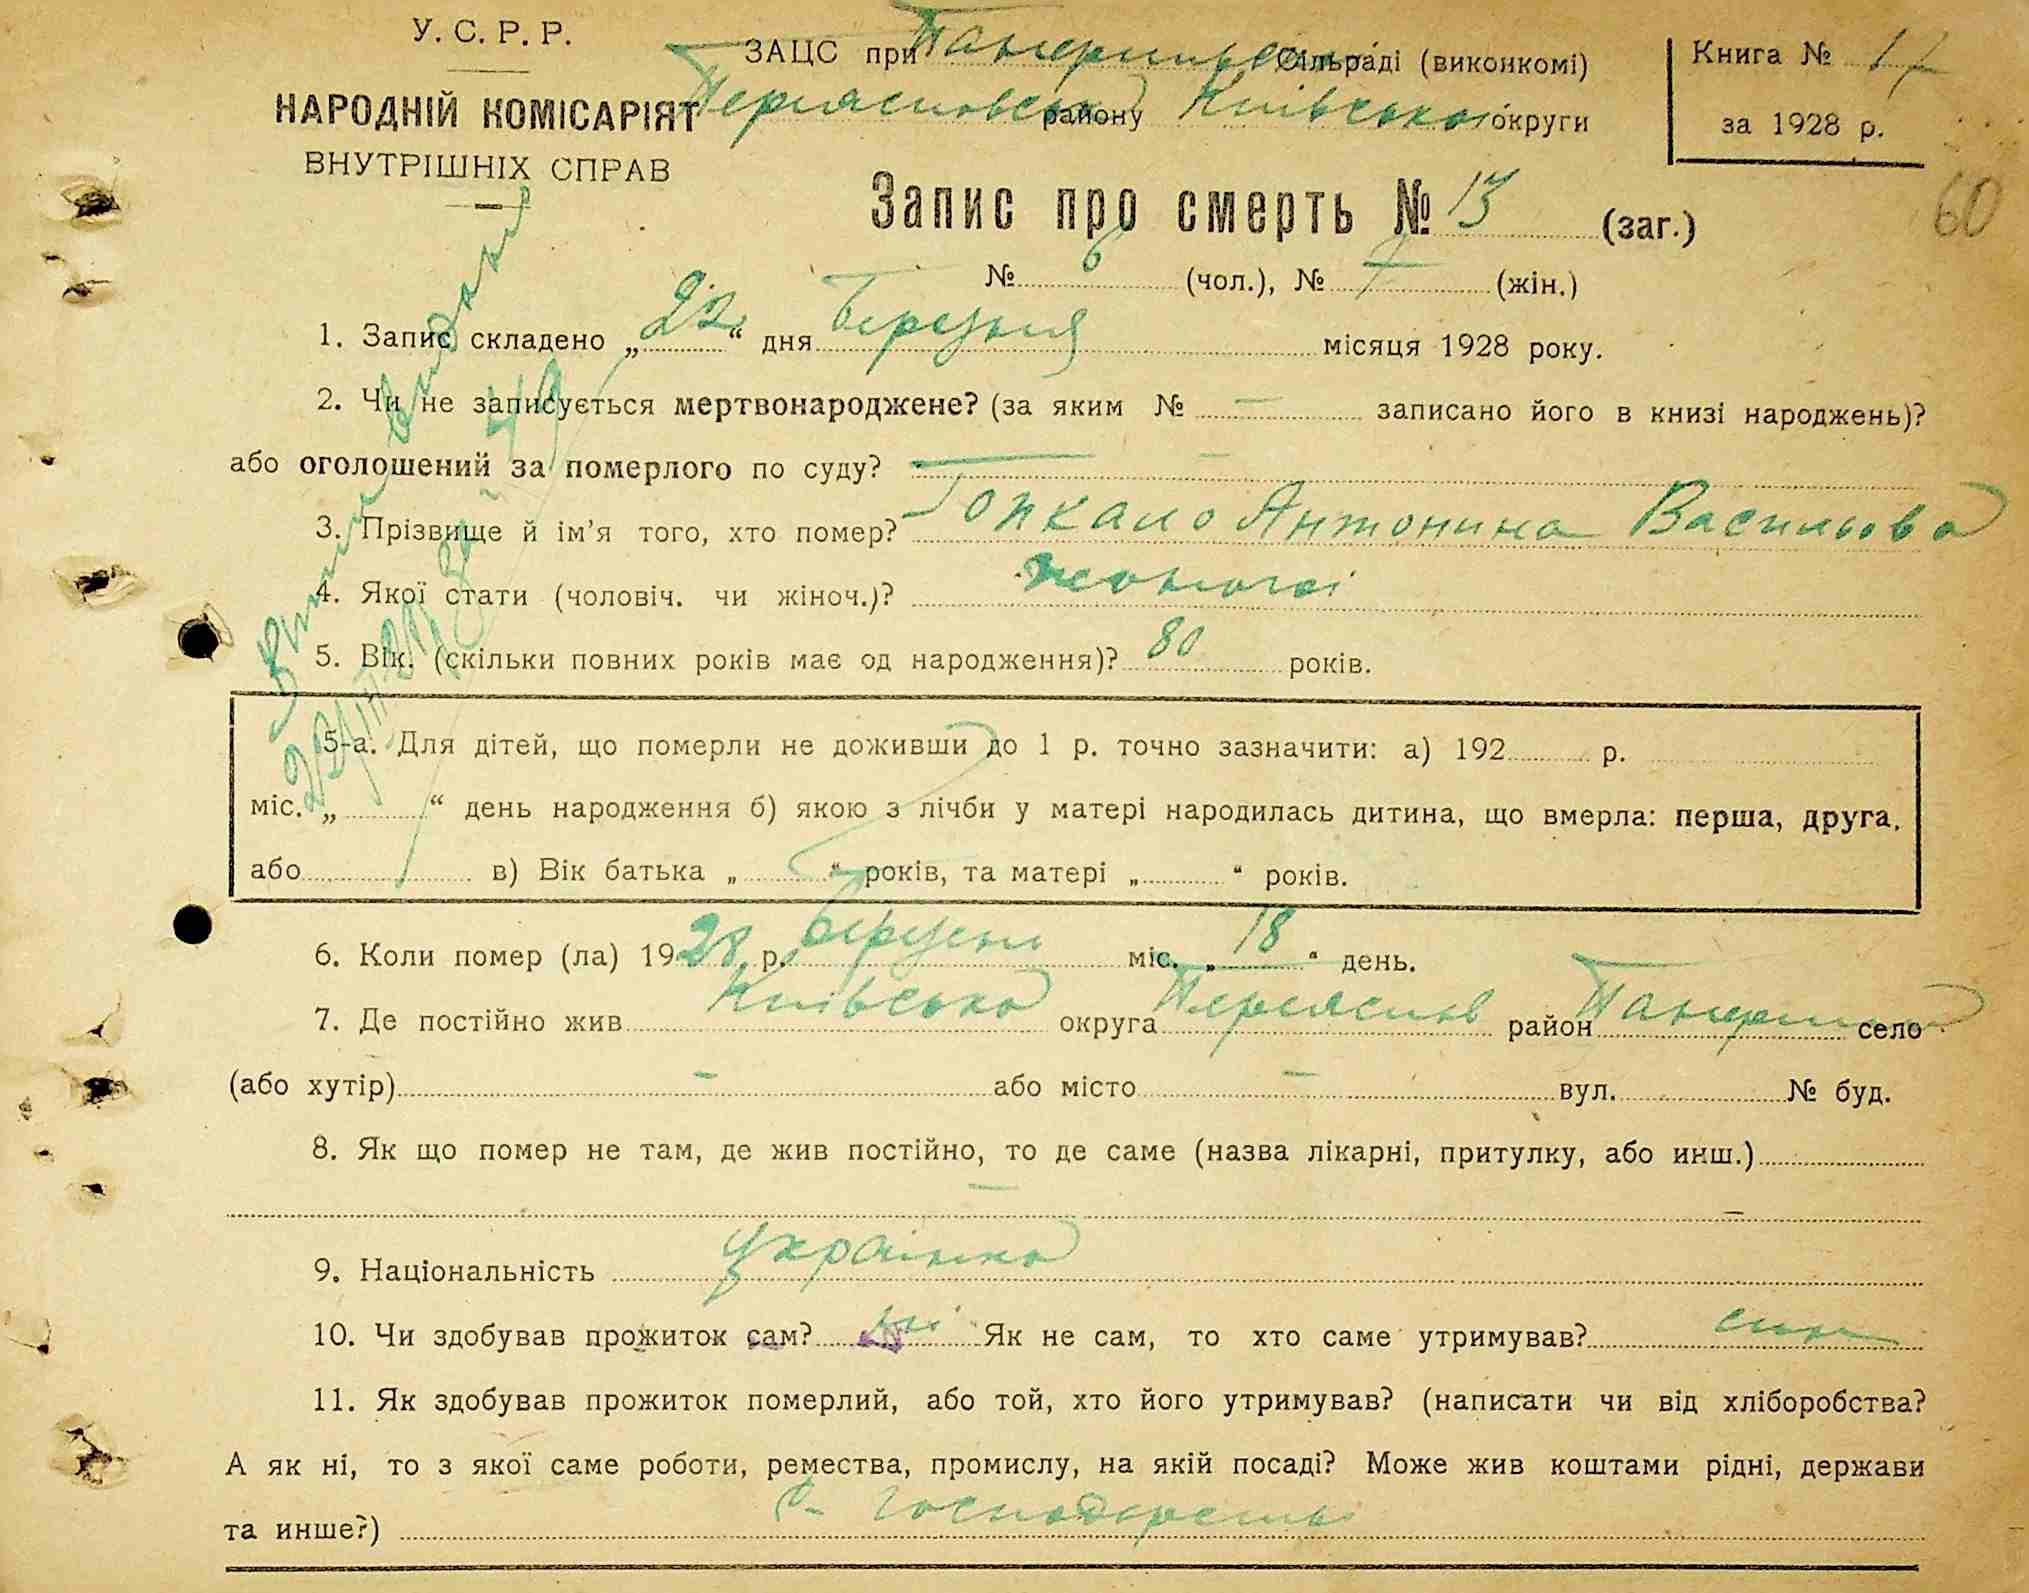 У. С. Р. Р.
НАРОДНІЙ КОМІСАРІЯТ
ВНУТРІШНІХ СПРАВ
ЗАЦС при сільраді (виконкомі)
району Київської округи
Книга № 17
за 1928 р.
60
Запис про смерть № 13 (заг.)
№ 6 (чол.), № 7 (жін.)
1. Запис складено „ 22 “ дня Березня місяця 1928 року.
2. Чи не записується мертвонароджене? (за яким № — записано його в книзі народжень)?
або оголошений за померлого по суду? —
3. Прізвище й ім’я того, хто помер? Гопкало Антонина Васильова
4. Якої стати (чоловіч. чи жіноч.)? жоночоі
5. Вік. (скільки повних років має од народження)? 80 років.
5-а. Для дітей, що померли не доживши до 1 р. точно зазначити: а) 192 р.
міс. „ “ день народження б) якою з лічби у матері народилась дитина, що вмерла: перша, друга,
або в) Вік батька „ “ років, та матері „ “ років.
6. Коли помер (ла) 1928 р. Березеня міс. „ 18 “ день.
7. Де постійно жив Київська округа Переяслов район село
(або хутір) — або місто — вул. № буд.
8. Як що помер не там, де жив постійно, то де саме (назва лікарні, притулку, або инш.)
—
9. Національність українка
10. Чи здобував прожиток сам? ні Як не сам, то хто саме утримував? син
11. Як здобував прожиток померлий, або той, хто його утримував? (написати чи від хліборобства?
А як ні, то з якої саме роботи, ремества, промислу, на якій посаді? Може жив коштами рідні, держави
та инше?) С. господарство